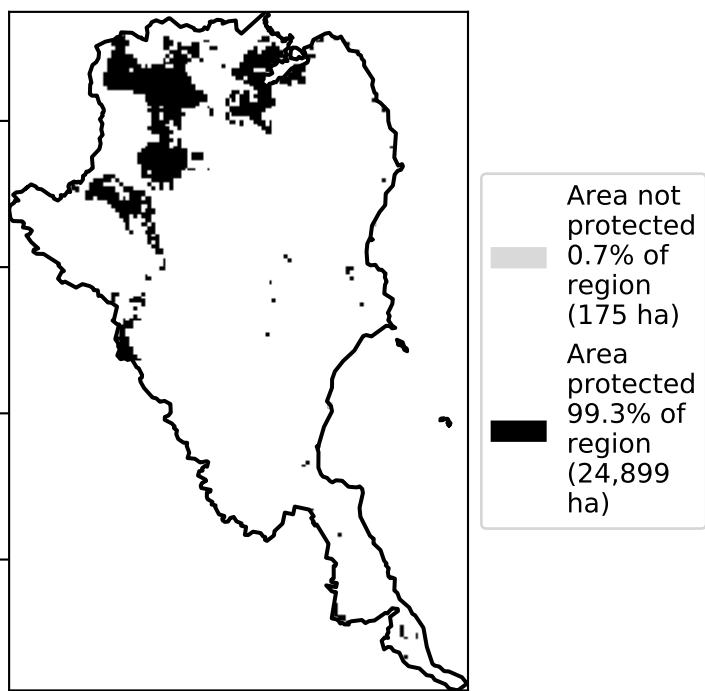 Area not
protected
0.7% of
region
(175 ha)
Area
protected
99.3% of
region
(24,899
ha)